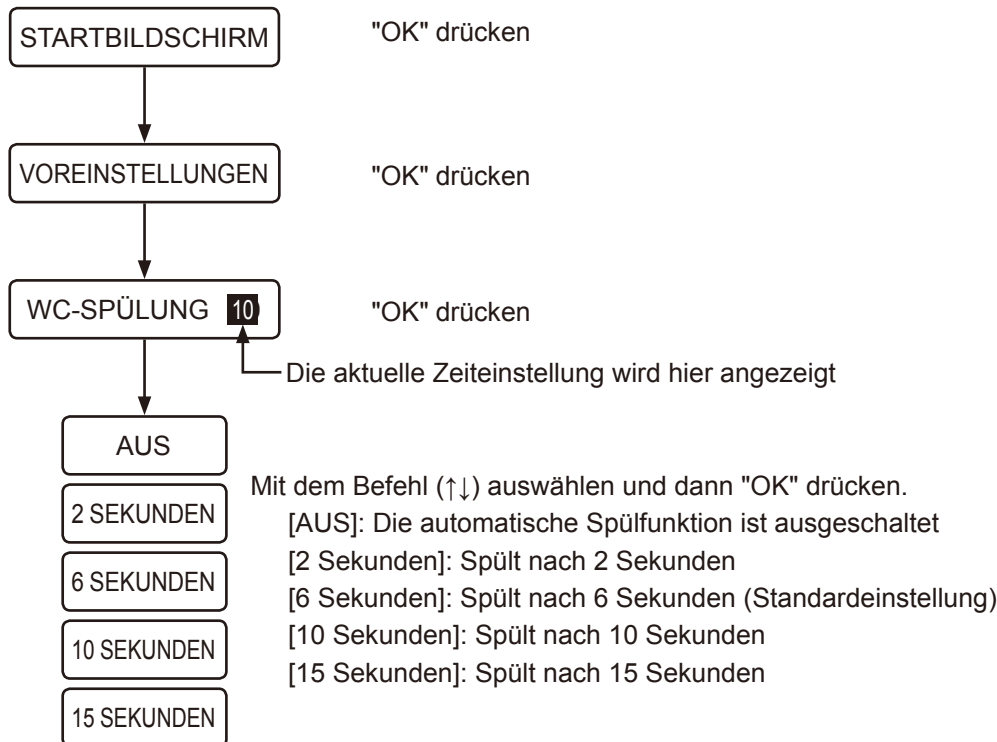 STARTBILDSCHIRM "OK" drücken
VOREINSTELLUNGEN "OK" drücken
WC-SPÜLUNG 10 "OK" drücken
Die aktuelle Zeiteinstellung wird hier angezeigt
AUS
2 SEKUNDEN
6 SEKUNDEN
10 SEKUNDEN
15 SEKUNDEN
Mit dem Befehl (↑↓) auswählen und dann "OK" drücken.
[AUS]: Die automatische Spülfunktion ist ausgeschaltet
[2 Sekunden]: Spült nach 2 Sekunden
[6 Sekunden]: Spült nach 6 Sekunden (Standardeinstellung)
[10 Sekunden]: Spült nach 10 Sekunden
[15 Sekunden]: Spült nach 15 Sekunden